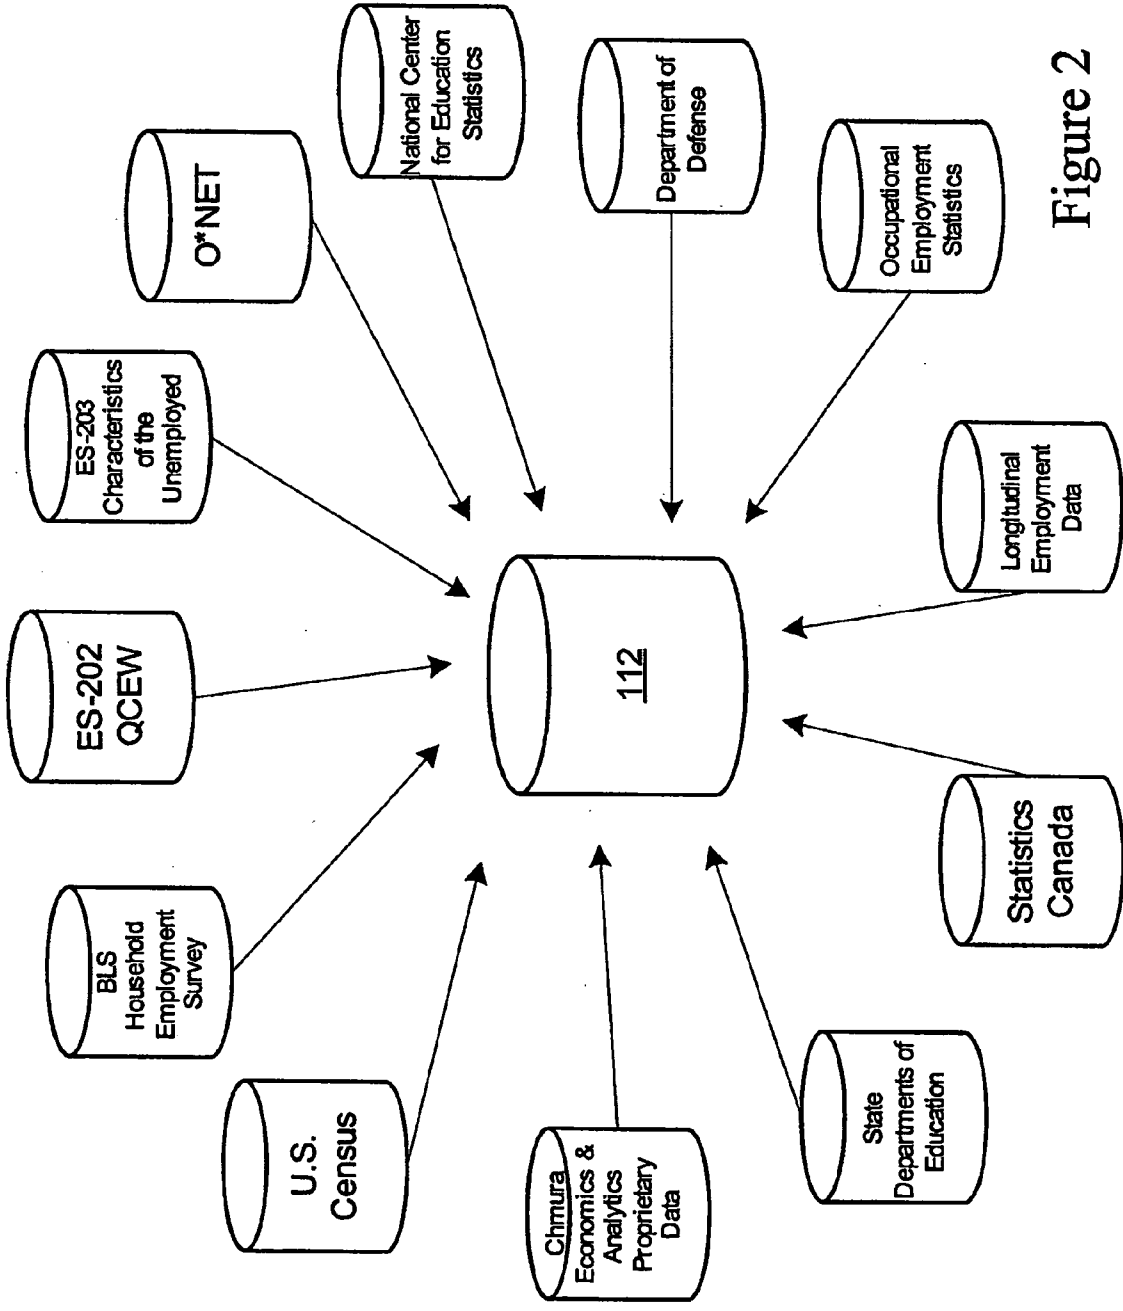 U.S.
Census
BLS
Household
Employment
Survey
ES-202
QCEW
ES-203
Characteristics
of the
Unemployed
O*NET
National Center
for Education
Statistics
Department of
Defense
Occupational
Employment
Statistics
Longitudinal
Employment
Data
Statistics
Canada
State
Departments of
Education
Chmura
Economics &
Analytics
Proprietary
Data
112
Figure 2